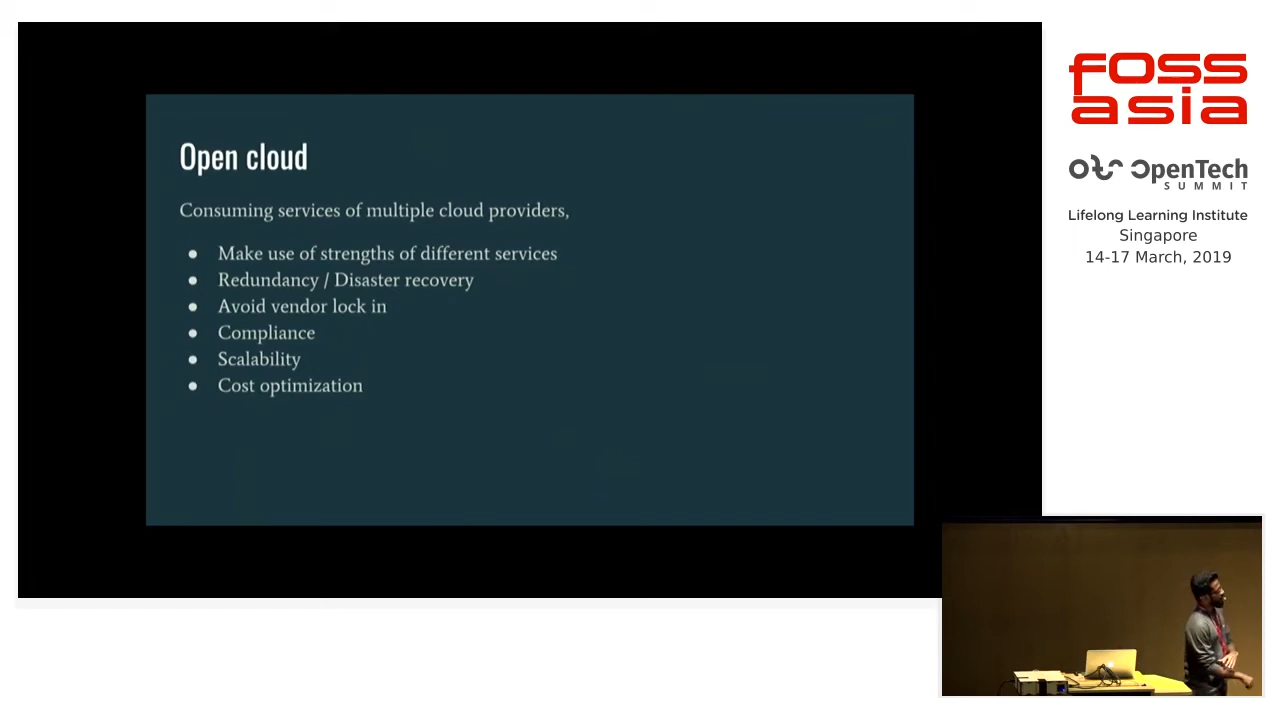 Open cloud
Consuming services of multiple cloud providers,
● Make use of strengths of different services
● Redundancy / Disaster recovery
● Avoid vendor lock in
● Compliance
● Scalability
● Cost optimization
fOSS
asia
OpenTech
SUMMIT
Lifelong Learning Institute
Singapore
14-17 March, 2019